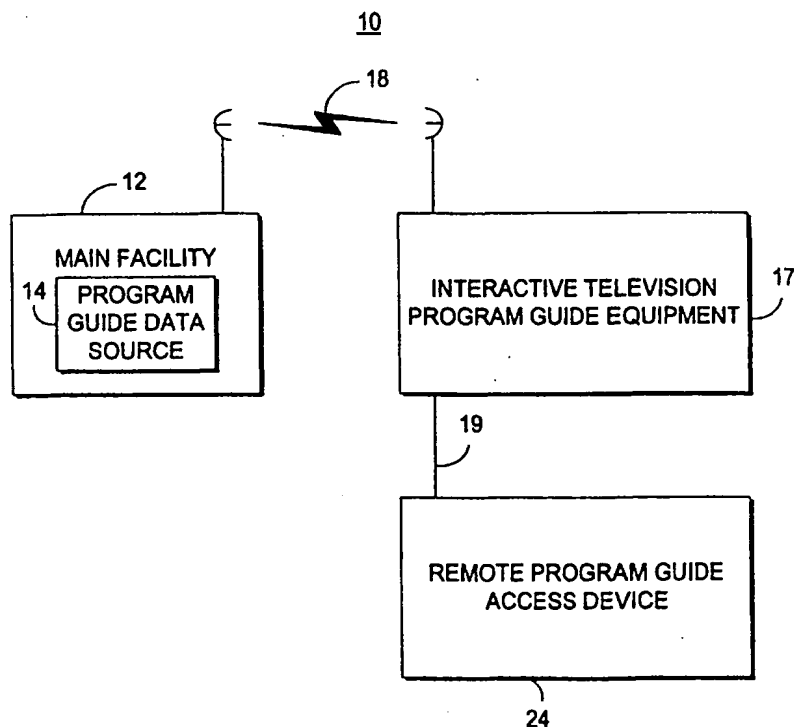 10
18
12
MAIN FACILITY
14
PROGRAM
GUIDE DATA
SOURCE
INTERACTIVE TELEVISION
PROGRAM GUIDE EQUIPMENT
17
19
REMOTE PROGRAM GUIDE
ACCESS DEVICE
24